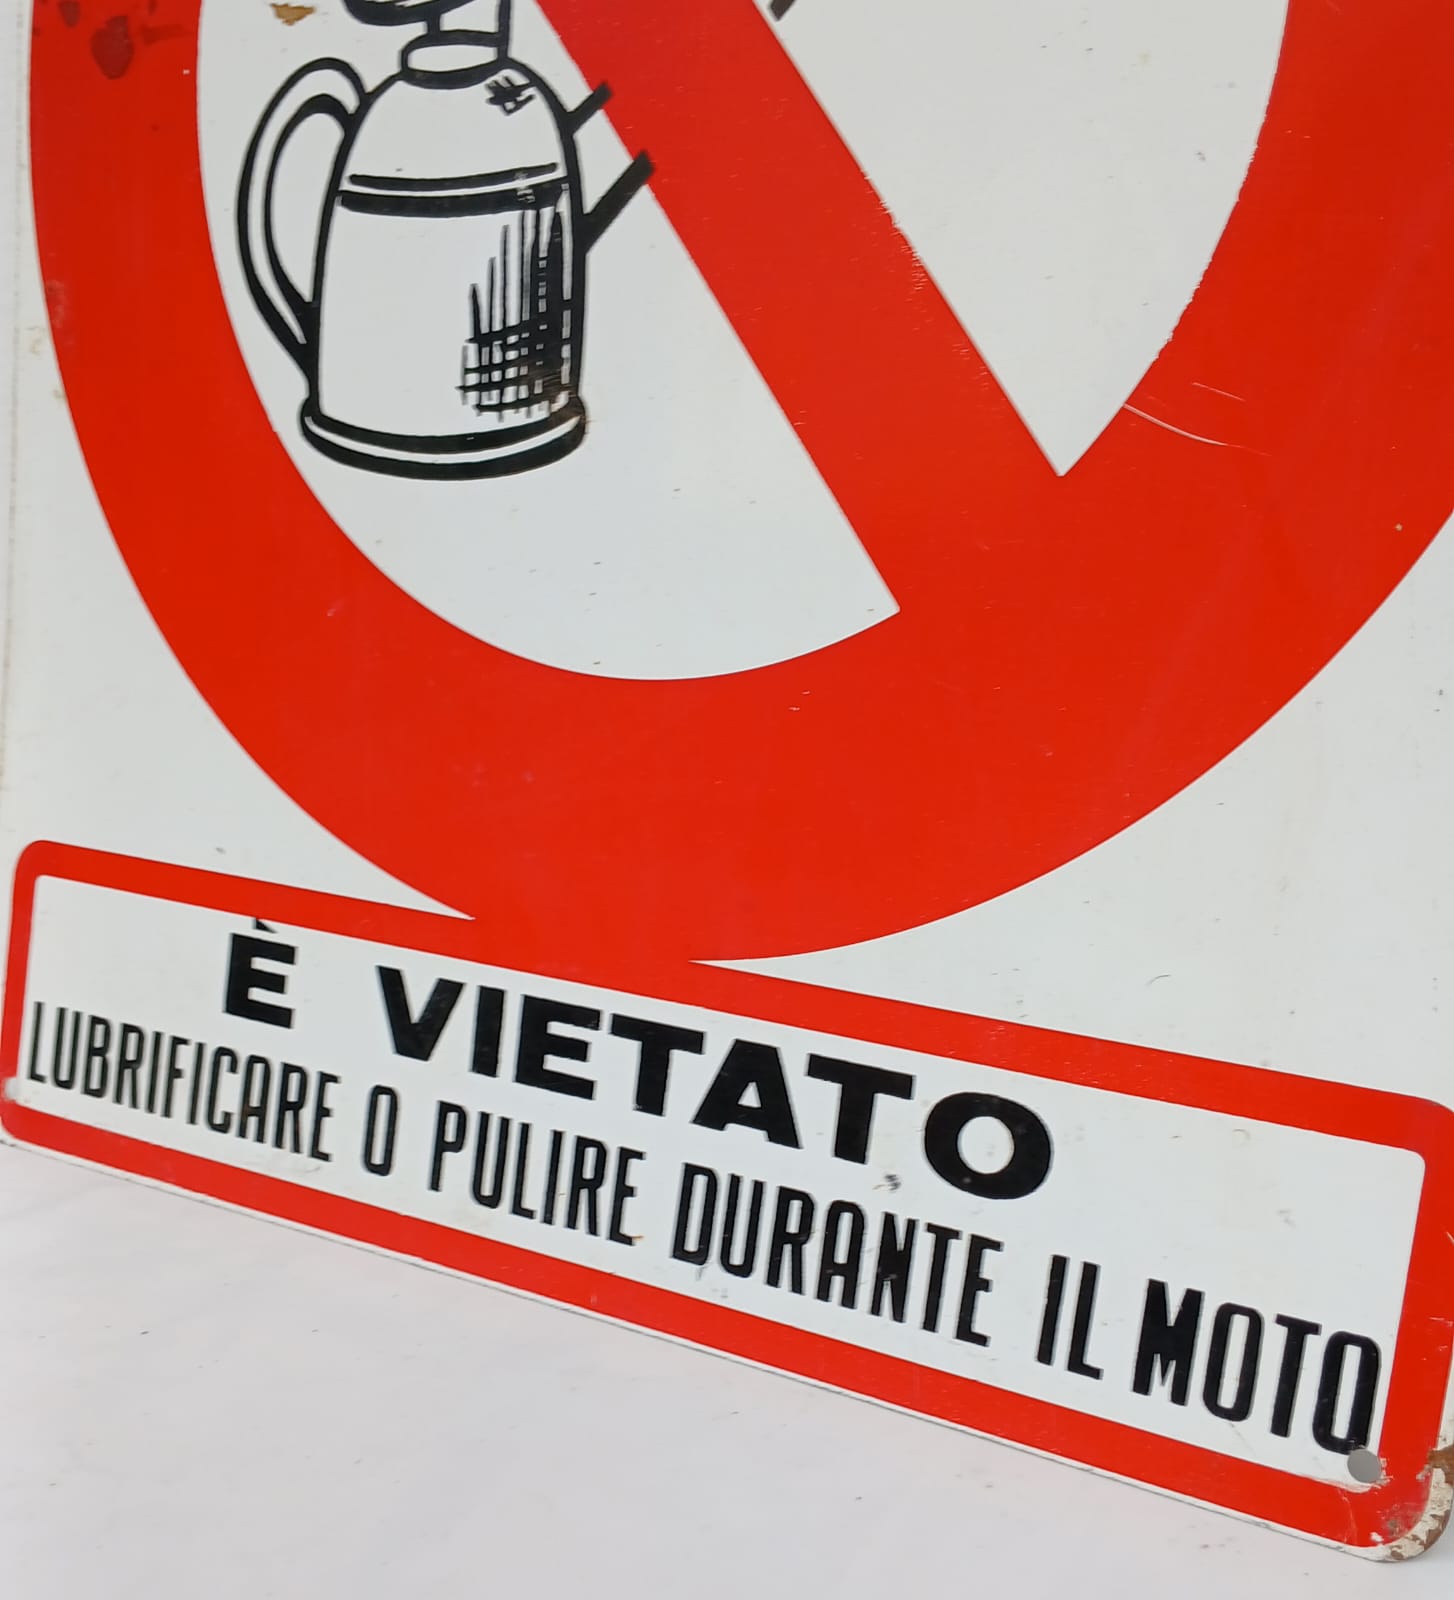 È VIETATO
LUBRIFICARE O PULIRE DURANTE IL MOTO